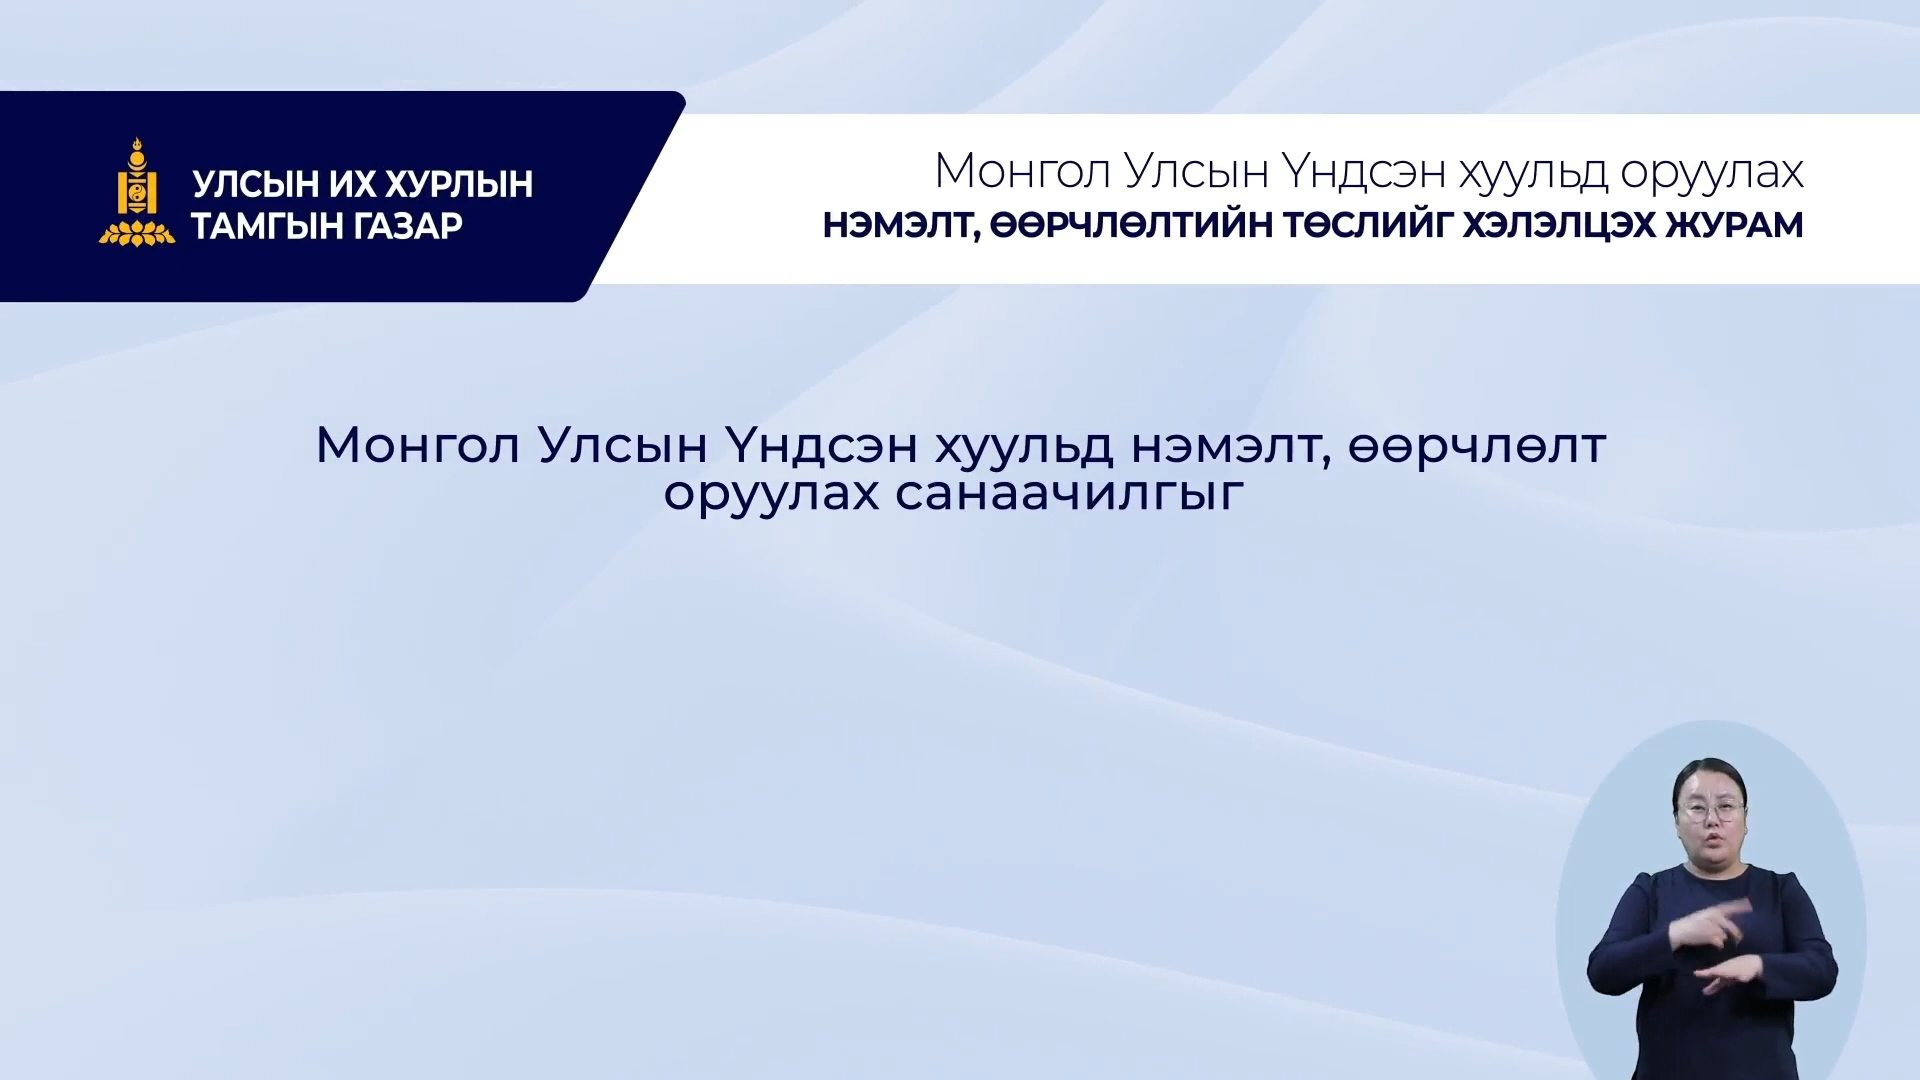 УЛСЫН ИХ ХУРЛЫН
ТАМГЫН ГАЗАР
Монгол Улсын Үндсэн хуульд оруулах
НЭМЭЛТ, ӨӨРЧЛӨЛТИЙН ТӨСЛИЙГ ХЭЛЭЛЦЭХ ЖУРАМ
Монгол Улсын Үндсэн хуульд нэмэлт, өөрчлөлт
оруулах санаачилгыг